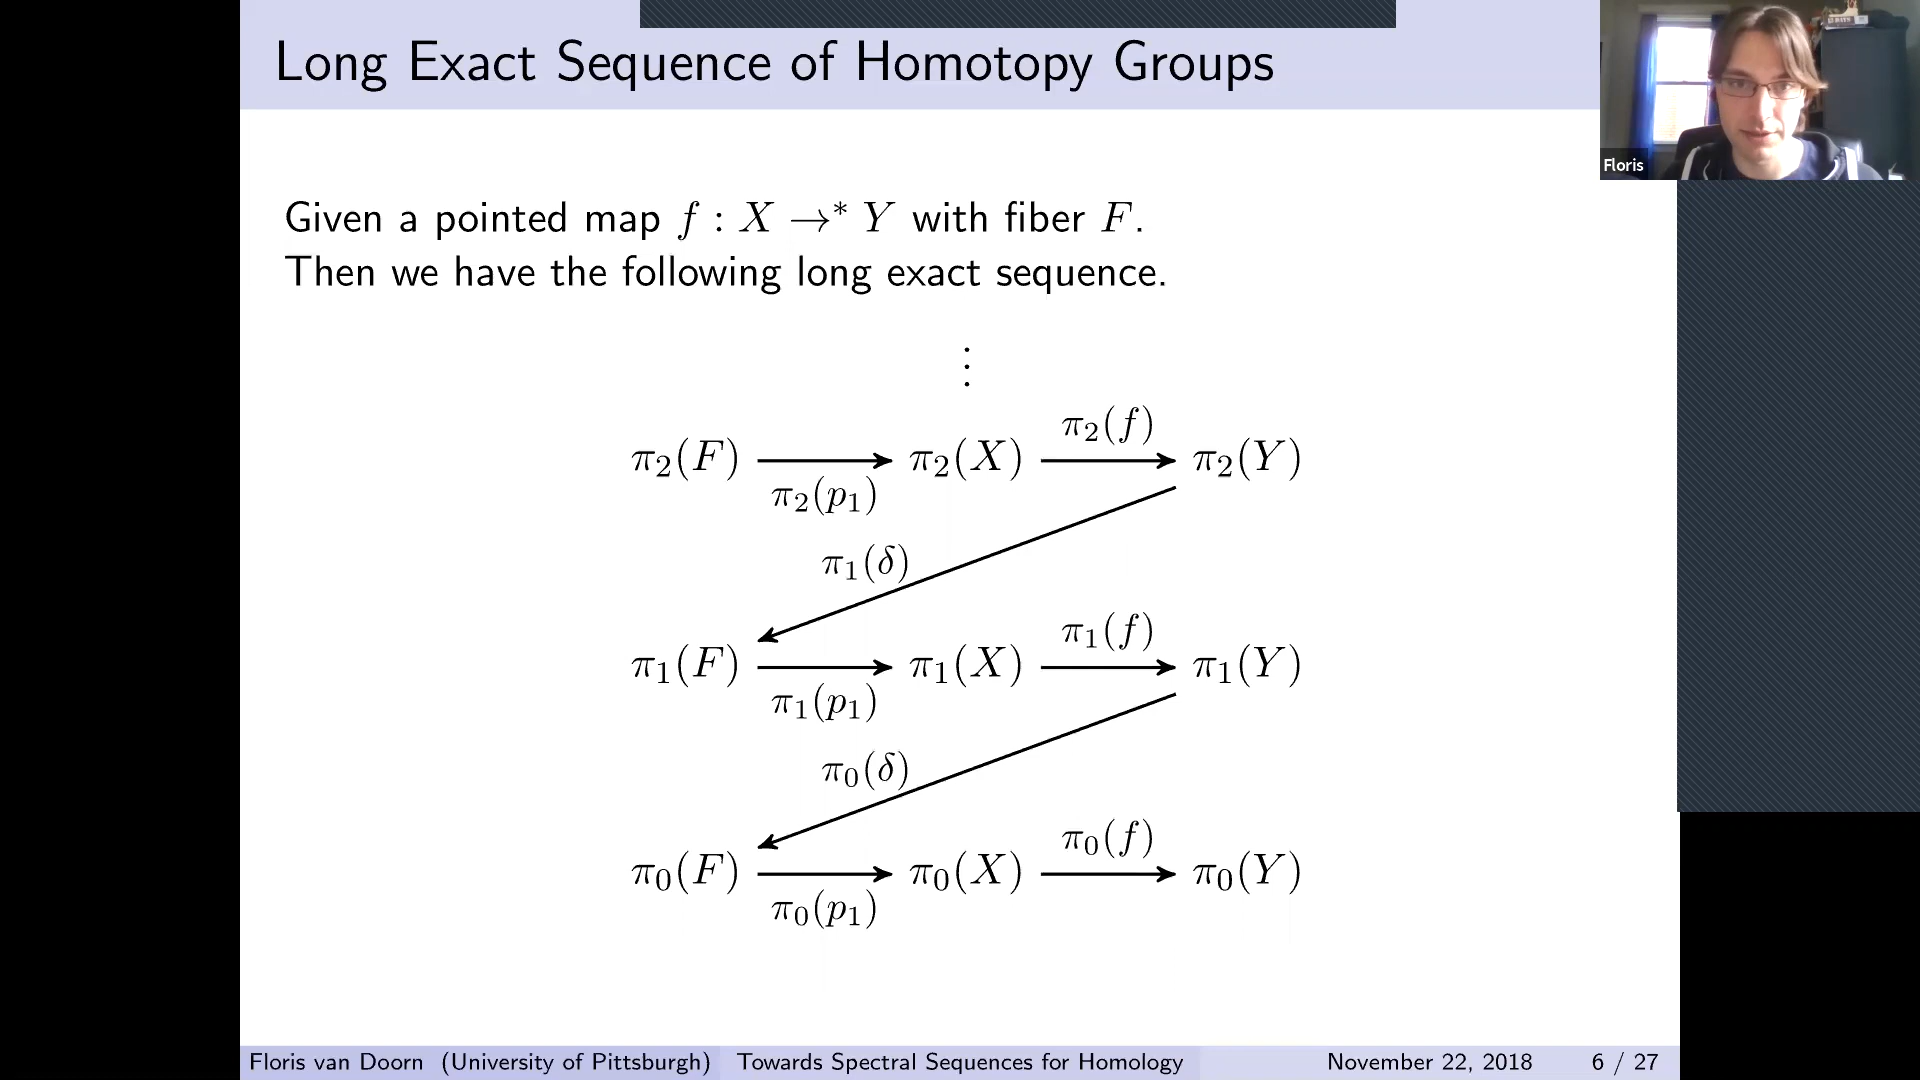 Long Exact Sequence of Homotopy Groups
Floris
Given a pointed map f : X →* Y with fiber F.
Then we have the following long exact sequence.
⋮
π₂(f)
π₂(F) π₂(X) π₂(Y)
π₂(p₁)
π₁(δ)
π₁(f)
π₁(F) π₁(X) π₁(Y)
π₁(p₁)
π₀(δ)
π₀(f)
π₀(F) π₀(X) π₀(Y)
π₀(p₁)
Floris van Doorn (University of Pittsburgh) Towards Spectral Sequences for Homology November 22, 2018 6 / 27